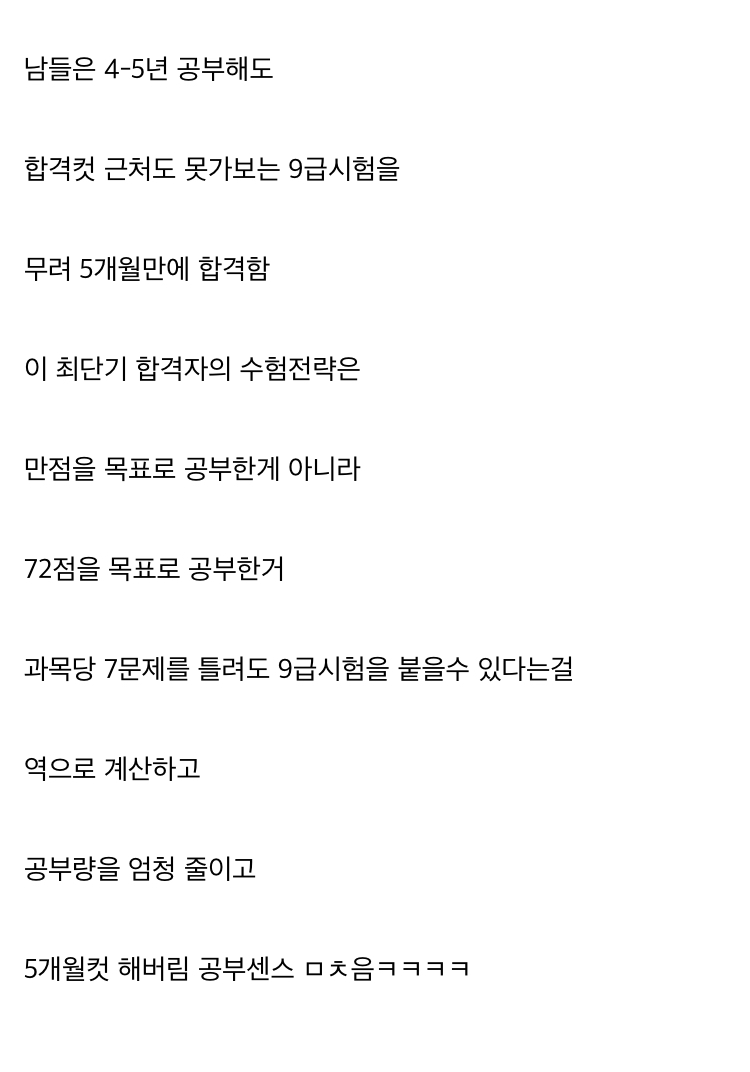 남들은 4-5년 공부해도
합격컷 근처도 못가보는 9급시험을
무려 5개월만에 합격함
이 최단기 합격자의 수험전략은
만점을 목표로 공부한게 아니라
72점을 목표로 공부한거
과목당 7문제를 틀려도 9급시험을 붙을수 있다는걸
역으로 계산하고
공부량을 엄청 줄이고
5개월컷 해버림 공부센스 ㅁㅊ음ㅋㅋㅋㅋ